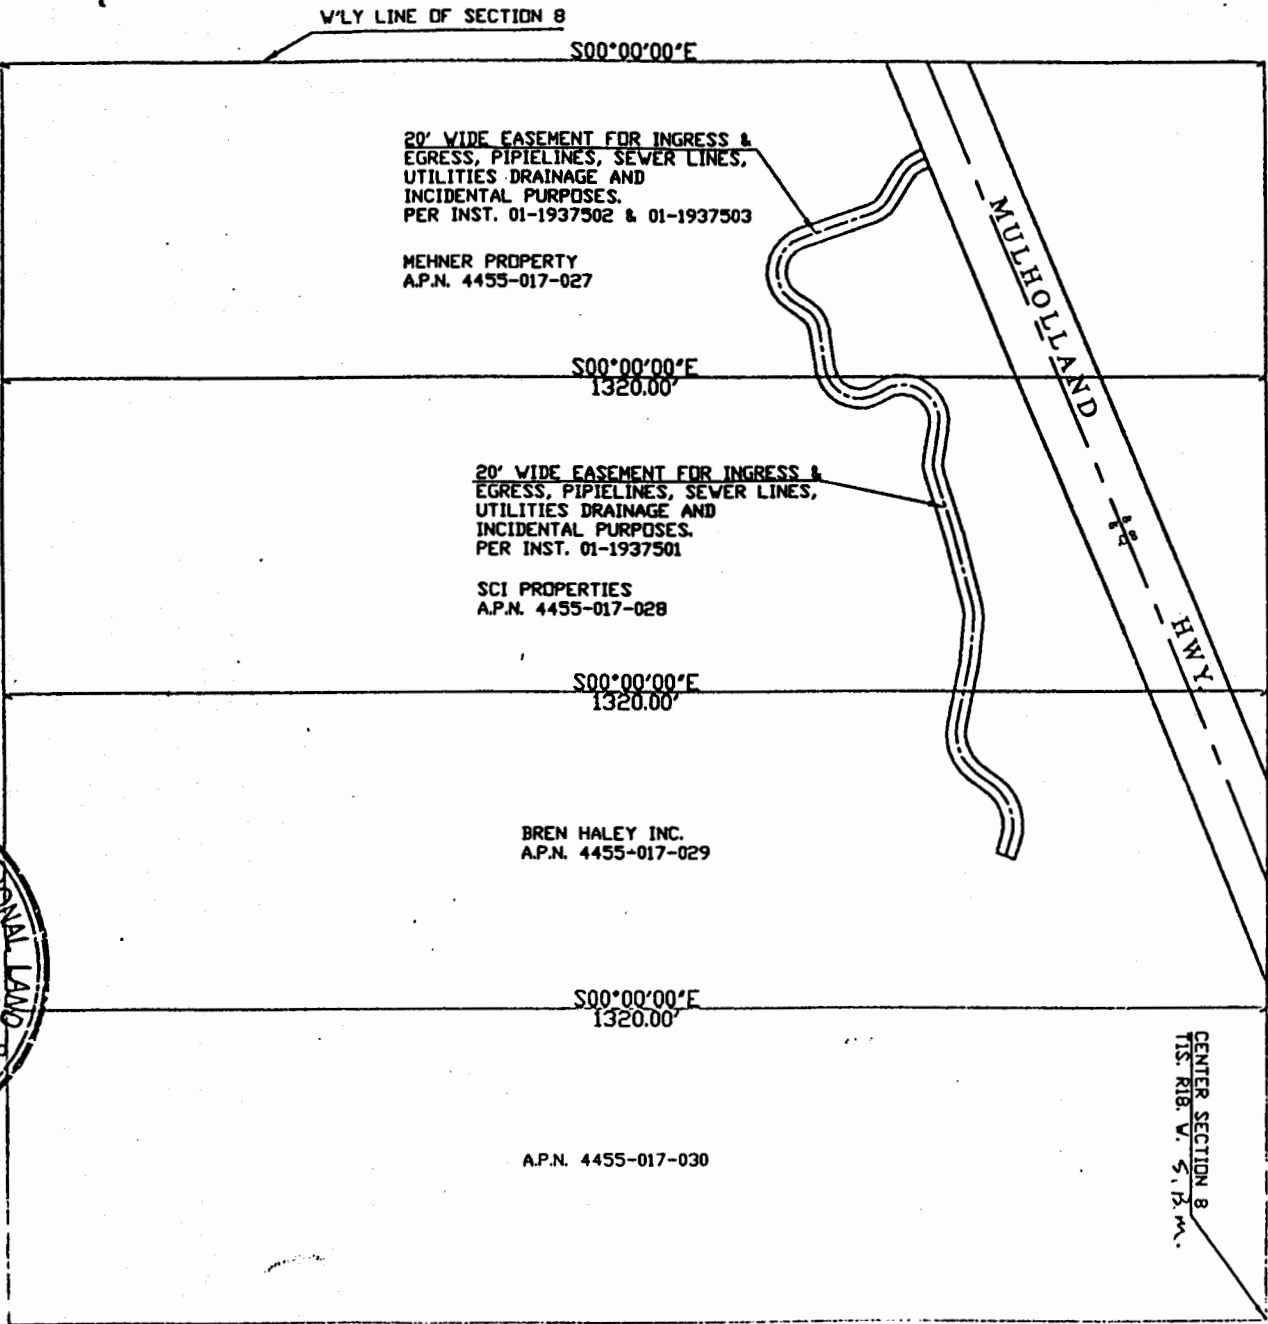 W'LY LINE OF SECTION 8
S00°00'00"E
20' WIDE EASEMENT FOR INGRESS &
EGRESS, PIPIELINES, SEWER LINES,
UTILITIES DRAINAGE AND
INCIDENTAL PURPOSES.
PER INST. 01-1937502 & 01-1937503
MEHNER PROPERTY
A.P.N. 4455-017-027
MULHOLLAND HWY.
S00°00'00"E
1320.00'
20' WIDE EASEMENT FOR INGRESS &
EGRESS, PIPIELINES, SEWER LINES,
UTILITIES DRAINAGE AND
INCIDENTAL PURPOSES.
PER INST. 01-1937501
SCI PROPERTIES
A.P.N. 4455-017-028
S00°00'00"E
1320.00'
BREN HALEY INC.
A.P.N. 4455-017-029
S00°00'00"E
1320.00'
LAND
A.P.N. 4455-017-030
CENTER SECTION 8
T1S. R18. W. S.B.M.